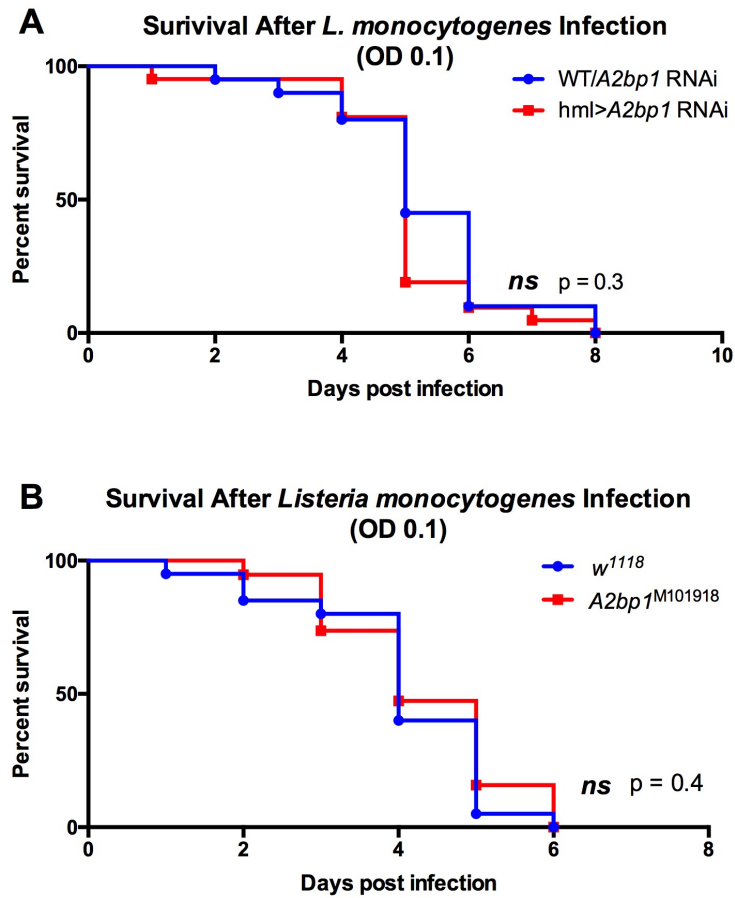 A
Surivival After L. monocytogenes Infection
(OD 0.1)
WT/A2bp1 RNAi
hml>A2bp1 RNAi
Percent survival
100
50
0
ns p = 0.3
0 2 4 6 8 10
Days post infection
B
Survival After Listeria monocytogenes Infection
(OD 0.1)
w1118
A2bp1M101918
Percent survival
100
50
0
ns p = 0.4
0 2 4 6 8
Days post infection